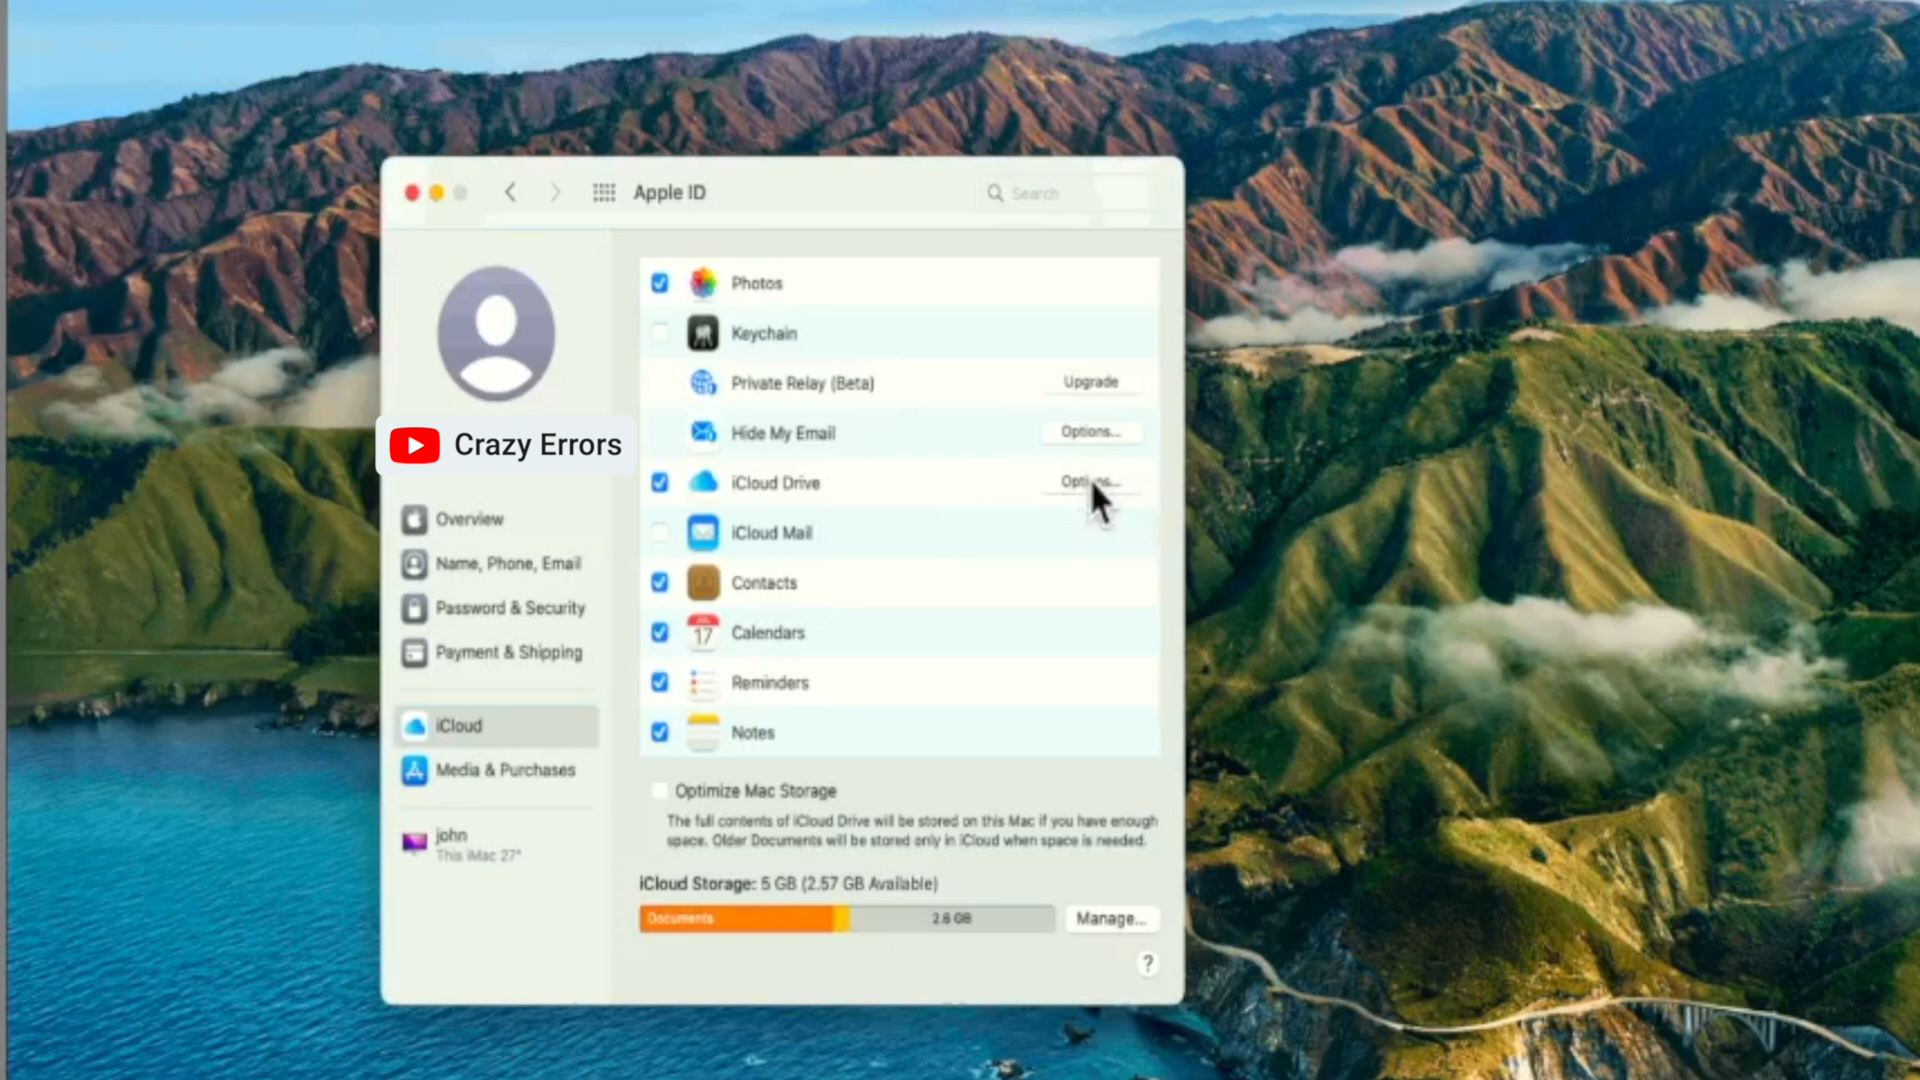 Apple ID
Search
Photos
Keychain
Private Relay (Beta)
Upgrade
Hide My Email
Options...
iCloud Drive
iCloud Mail
Contacts
17
Calendars
Reminders
Notes
Crazy Errors
Overview
Name, Phone, Email
Password & Security
Payment & Shipping
iCloud
Media & Purchases
john
This iMac 27"
Optimize Mac Storage
The full contents of iCloud Drive will be stored on this Mac if you have enough
space. Older Documents will be stored only in iCloud when space is needed.
iCloud Storage: 5 GB (2.57 GB Available)
Documents
2.6 GB
Manage...
?